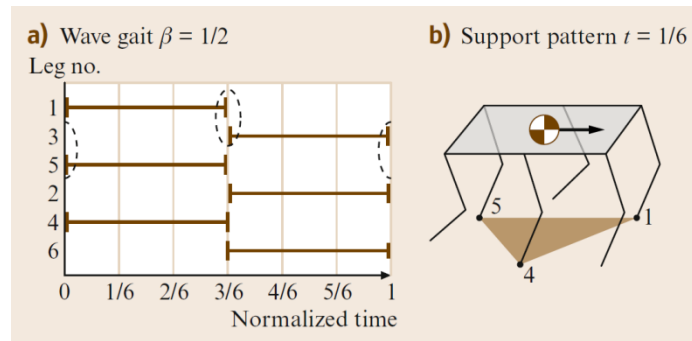 a) Wave gait β = 1/2
Leg no.
1
3
5
2
4
6
0 1/6 2/6 3/6 4/6 5/6 1
Normalized time
b) Support pattern t = 1/6
5
1
4